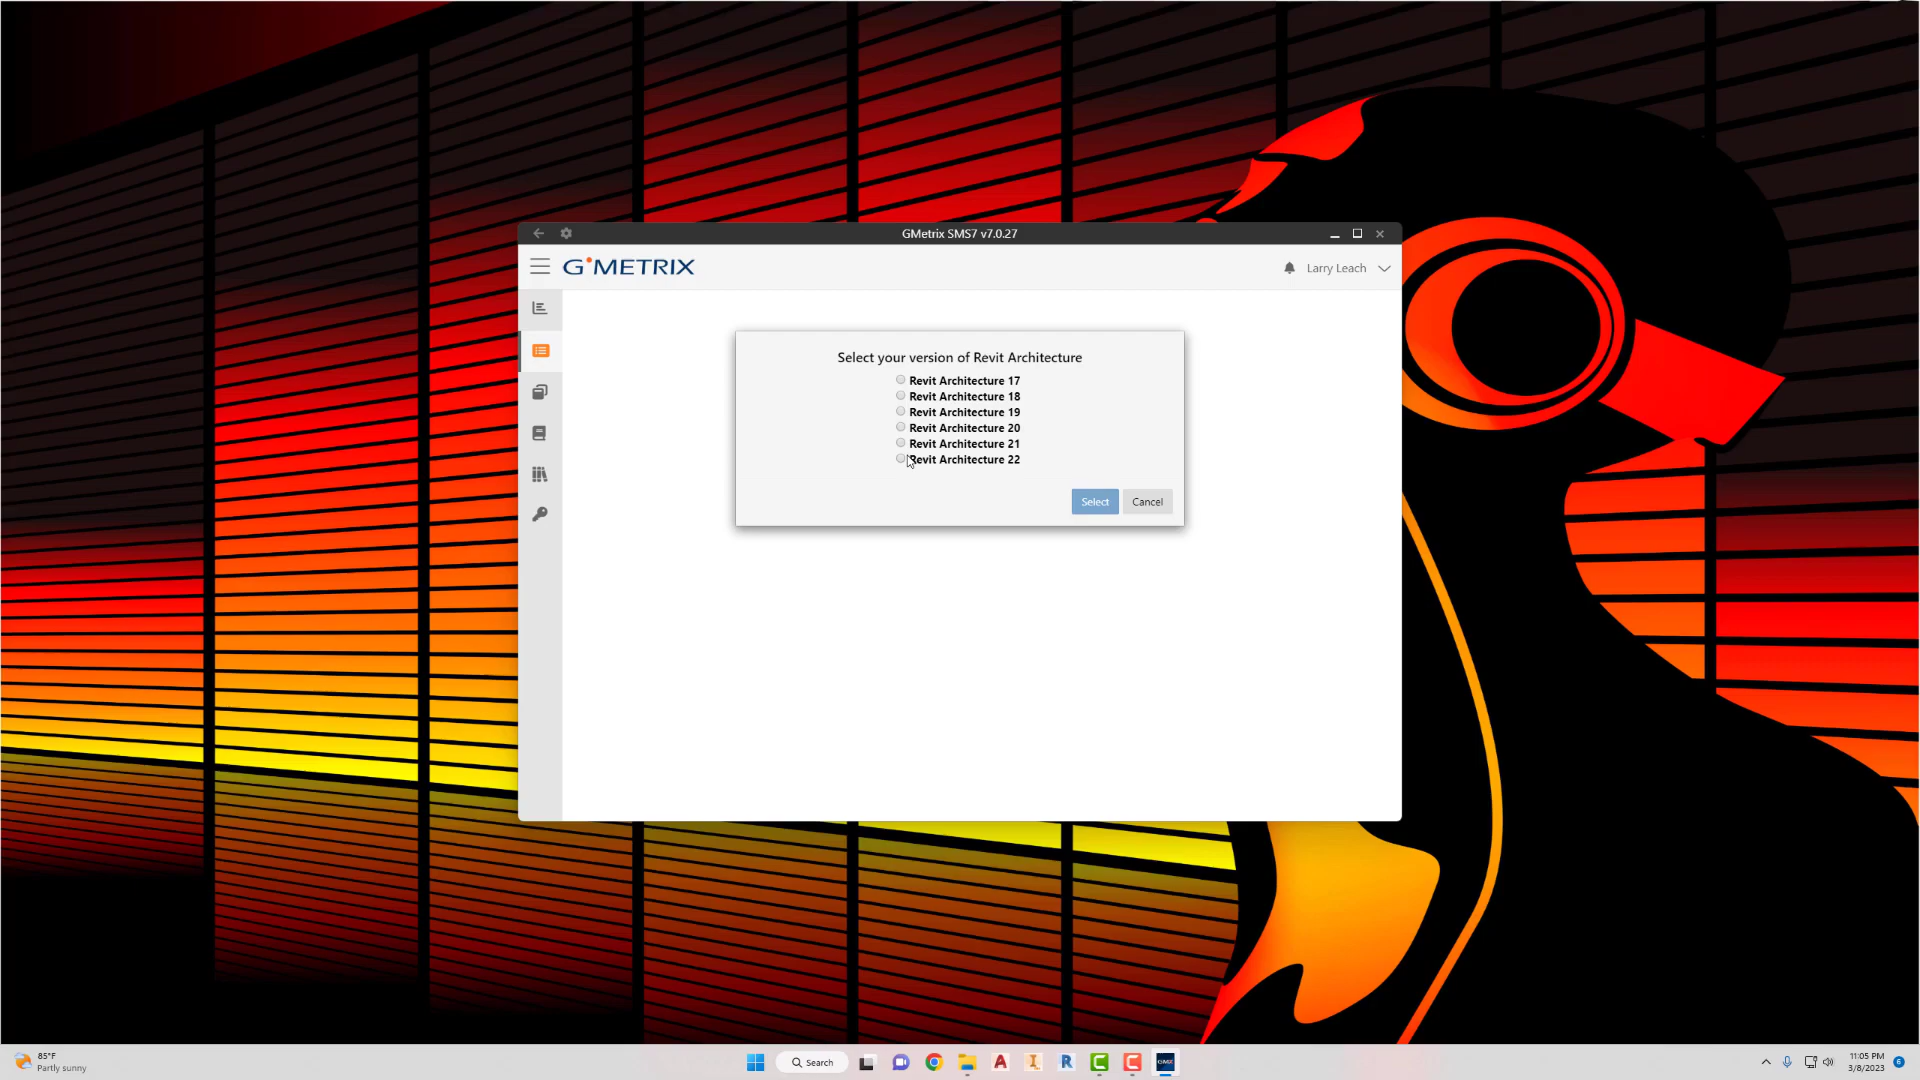 GMetrix SMS7 v7.0.27
G METRIX
Larry Leach
Select your version of Revit Architecture
Revit Architecture 17
Revit Architecture 18
Revit Architecture 19
Revit Architecture 20
Revit Architecture 21
Revit Architecture 22
Select
Cancel
85°F
Partly sunny
Search
A
I
R
GMX
11:05 PM
3/8/2023
6